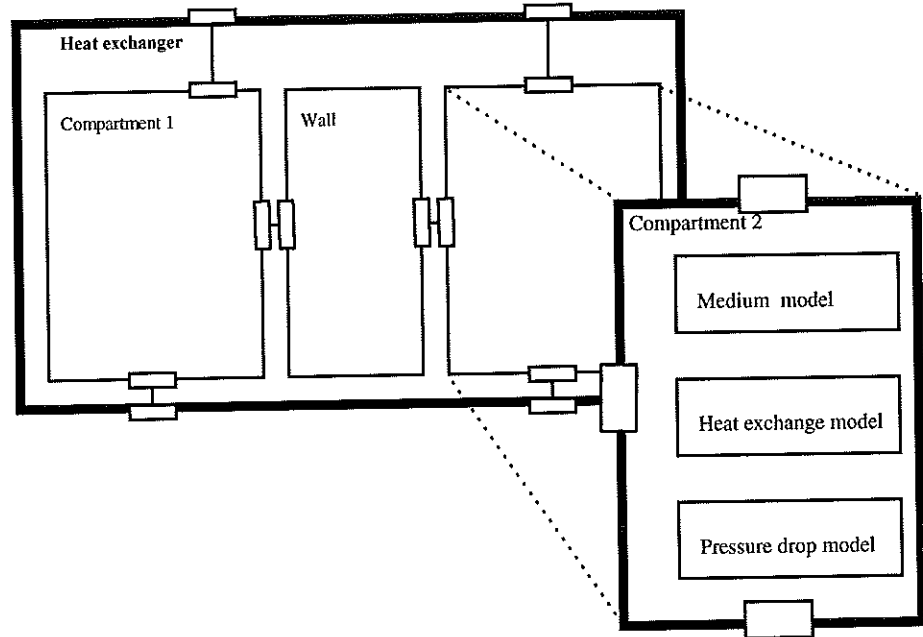 Heat exchanger
Compartment 1
Wall
Compartment 2
Medium model
Heat exchange model
Pressure drop model